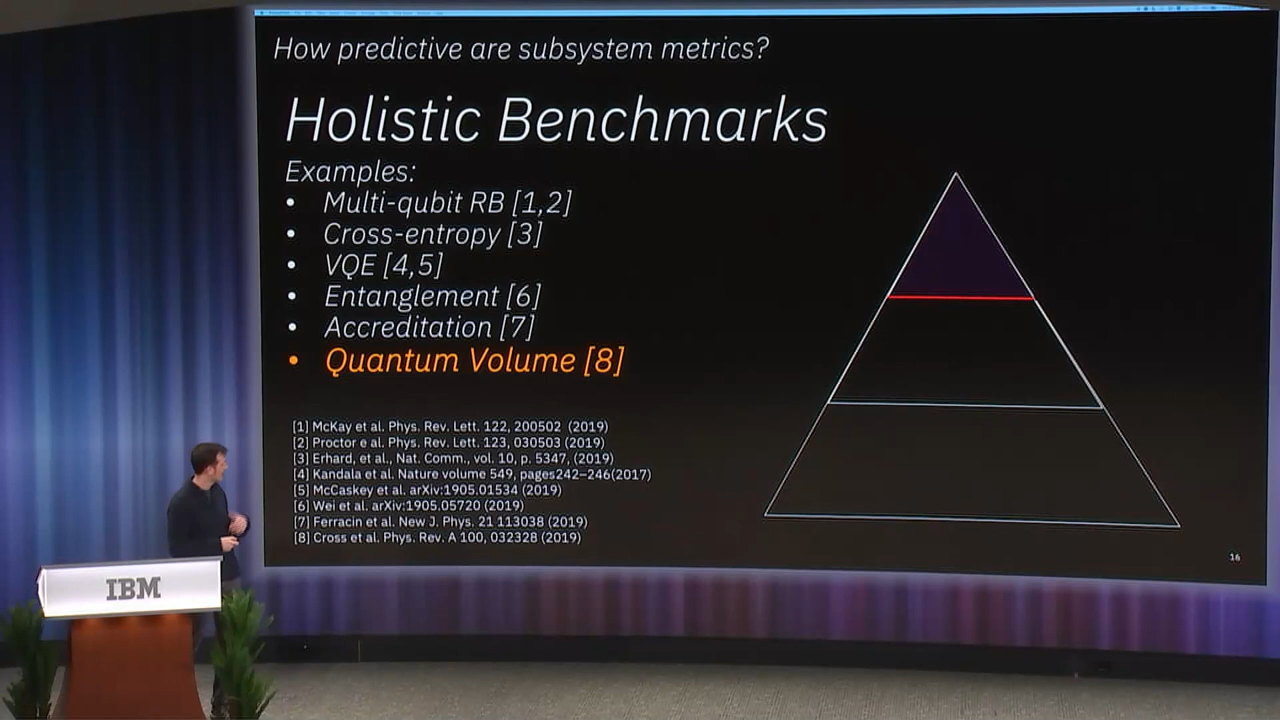 How predictive are subsystem metrics?
Holistic Benchmarks
Examples:
• Multi-qubit RB [1,2]
• Cross-entropy [3]
• VQE [4,5]
• Entanglement [6]
• Accreditation [7]
• Quantum Volume [8]
[1] McKay et al. Phys. Rev. Lett. 122, 200502 (2019)
[2] Proctor e al. Phys. Rev. Lett. 123, 030503 (2019)
[3] Erhard, et al., Nat. Comm., vol. 10, p. 5347, (2019)
[4] Kandala et al. Nature volume 549, pages242–246(2017)
[5] McCaskey et al. arXiv:1905.01534 (2019)
[6] Wei et al. arXiv:1905.05720 (2019)
[7] Ferracin et al. New J. Phys. 21 113038 (2019)
[8] Cross et al. Phys. Rev. A 100, 032328 (2019)
16
IBM